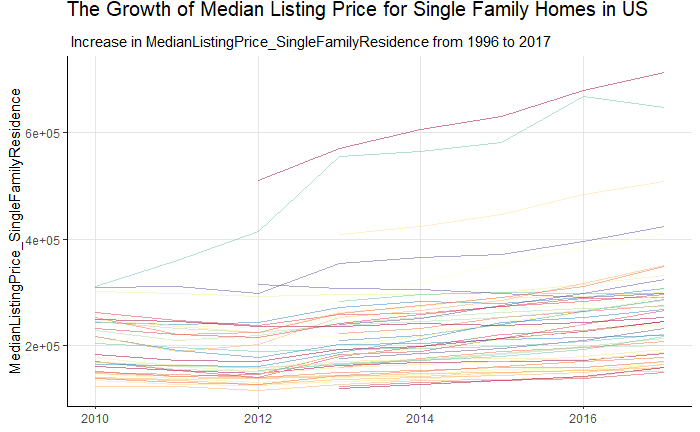 The Growth of Median Listing Price for Single Family Homes in US
Increase in MedianListingPrice_SingleFamilyResidence from 1996 to 2017
MedianListingPrice_SingleFamilyResidence
6e+05
4e+05
2e+05
2010
2012
2014
2016